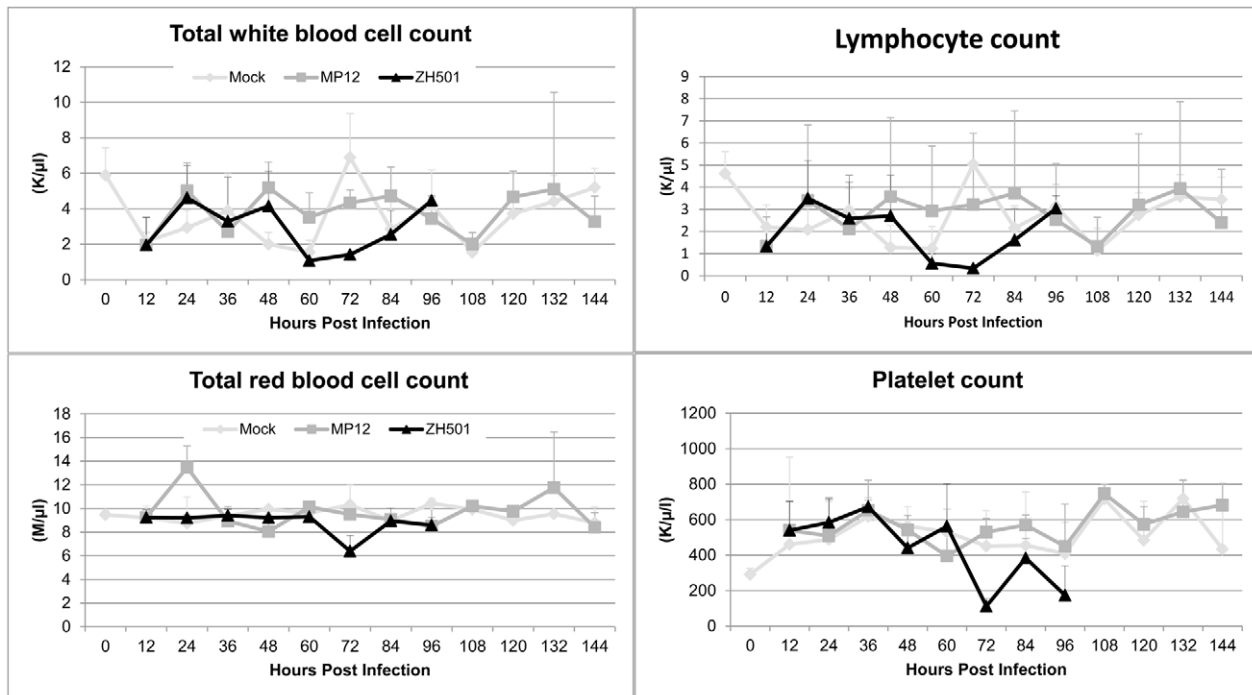 Total white blood cell count
12
Mock MP12 ZH501
10
8
6
4
2
0
(K/µl)
0 12 24 36 48 60 72 84 96 108 120 132 144
Hours Post Infection
Lymphocyte count
9
8
7
6
5
4
3
2
1
0
(K/µl)
0 12 24 36 48 60 72 84 96 108 120 132 144
Hours Post Infection
Total red blood cell count
18
Mock MP12 ZH501
16
14
12
10
8
6
4
2
0
(M/µl)
0 12 24 36 48 60 72 84 96 108 120 132 144
Hours Post Infection
Platelet count
1200
1000
800
600
400
200
0
(K/µ/l)
0 12 24 36 48 60 72 84 96 108 120 132 144
Hours Post Infection